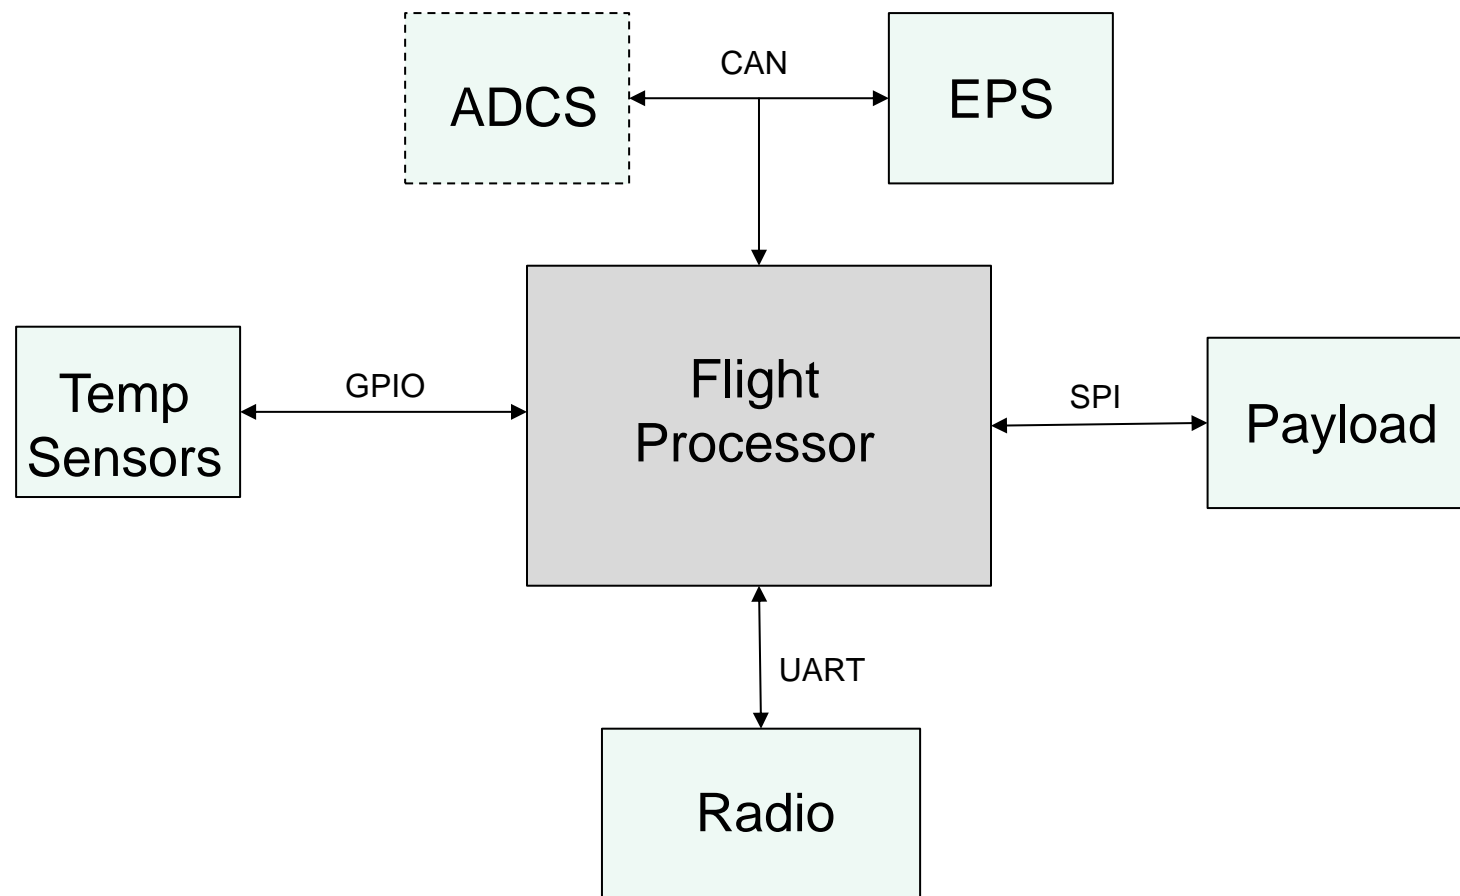 CAN
ADCS
EPS
Temp
Sensors
GPIO
Flight
Processor
SPI
Payload
UART
Radio